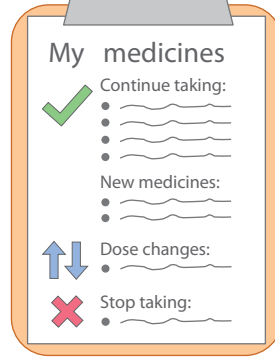 My medicines
Continue taking:
New medicines:
Dose changes:
Stop taking: